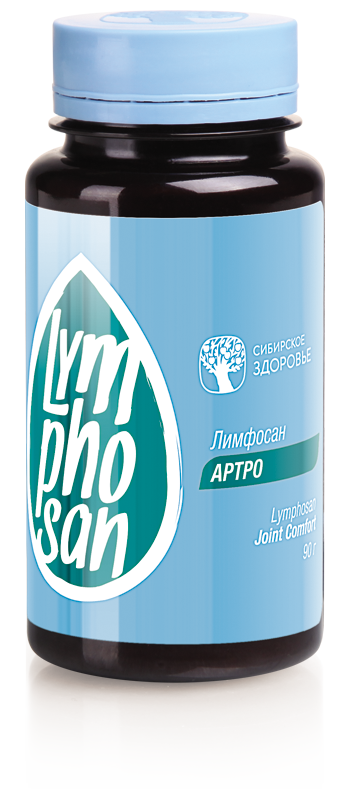 Lym
pho
san
СИБИРСКОЕ
ЗДОРОВЬЕ
Лимфосан
АРТРО
Lymphosan
Joint Comfort
90 г